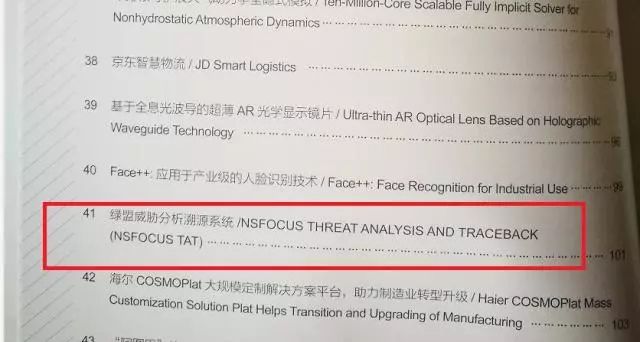 / Ten-Million-Core Scalable Fully Implicit Solver for
Nonhydrostatic Atmospheric Dynamics 91
38 京东智慧物流 / JD Smart Logistics 93
39 基于全息光波导的超薄 AR 光学显示镜片 / Ultra-thin AR Optical Lens Based on Holographic
Waveguide Technology 96
40 Face++: 应用于产业级的人脸识别技术 / Face++: Face Recognition for Industrial Use 99
41 绿盟威胁分析溯源系统 /NSFOCUS THREAT ANALYSIS AND TRACEBACK
(NSFOCUS TAT) 101
42 海尔 COSMOPlat 大规模定制解决方案平台，助力制造业转型升级 / Haier COSMOPlat Mass
Customization Solution Plat Helps Transition and Upgrading of Manufacturing 103
43